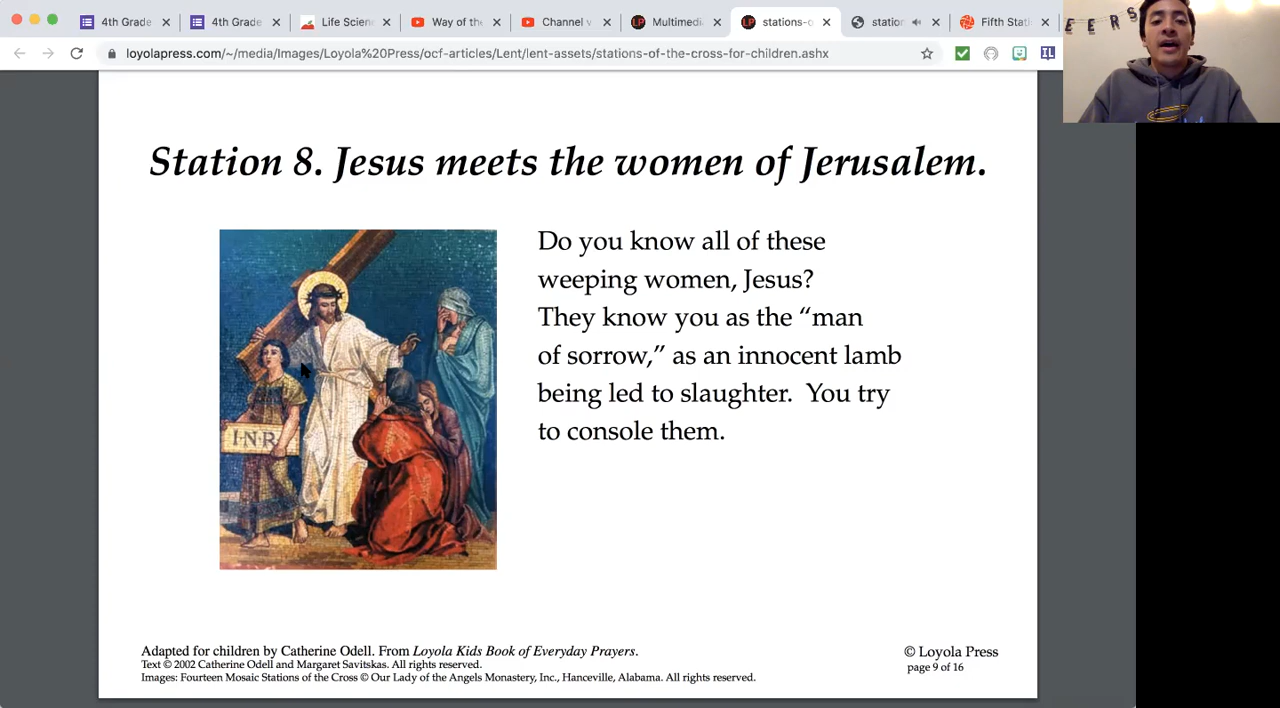 4th Grade
4th Grade
Life Scienc
Way of the
Channel v
Multimedi
stations-o
station
Fifth Stati
loyolapress.com/~/media/Images/Loyola%20Press/ocf-articles/Lent/lent-assets/stations-of-the-cross-for-children.ashx
IL
E E R S
Station 8. Jesus meets the women of Jerusalem.
I·N·R
Do you know all of these
weeping women, Jesus?
They know you as the “man
of sorrow,” as an innocent lamb
being led to slaughter. You try
to console them.
Adapted for children by Catherine Odell. From Loyola Kids Book of Everyday Prayers.
Text © 2002 Catherine Odell and Margaret Savitskas. All rights reserved.
Images: Fourteen Mosaic Stations of the Cross © Our Lady of the Angels Monastery, Inc., Hanceville, Alabama. All rights reserved.
© Loyola Press
page 9 of 16